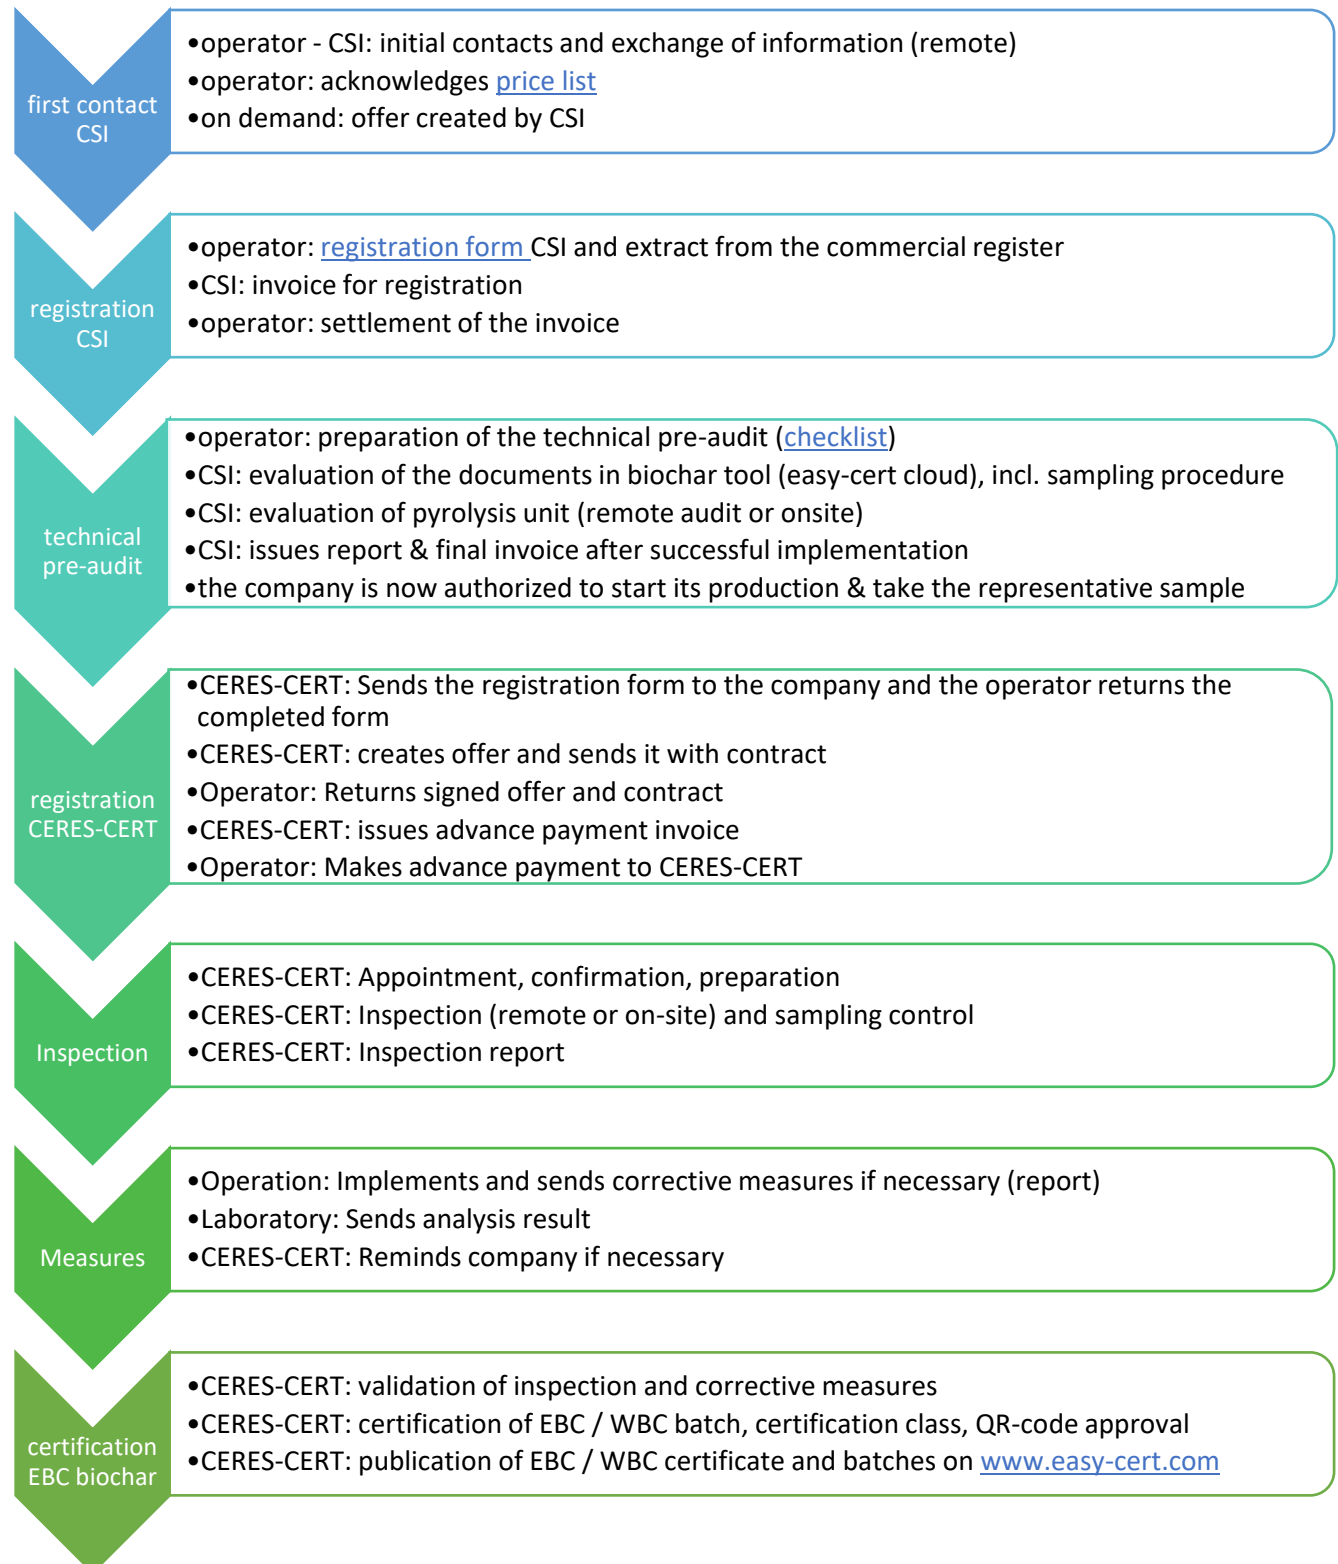 first contact
CSI
•operator - CSI: initial contacts and exchange of information (remote)
•operator: acknowledges price list
•on demand: offer created by CSI
registration
CSI
•operator: registration form CSI and extract from the commercial register
•CSI: invoice for registration
•operator: settlement of the invoice
technical
pre-audit
•operator: preparation of the technical pre-audit (checklist)
•CSI: evaluation of the documents in biochar tool (easy-cert cloud), incl. sampling procedure
•CSI: evaluation of pyrolysis unit (remote audit or onsite)
•CSI: issues report & final invoice after successful implementation
•the company is now authorized to start its production & take the representative sample
registration
CERES-CERT
•CERES-CERT: Sends the registration form to the company and the operator returns the
completed form
•CERES-CERT: creates offer and sends it with contract
•Operator: Returns signed offer and contract
•CERES-CERT: issues advance payment invoice
•Operator: Makes advance payment to CERES-CERT
Inspection
•CERES-CERT: Appointment, confirmation, preparation
•CERES-CERT: Inspection (remote or on-site) and sampling control
•CERES-CERT: Inspection report
Measures
•Operation: Implements and sends corrective measures if necessary (report)
•Laboratory: Sends analysis result
•CERES-CERT: Reminds company if necessary
certification
EBC biochar
•CERES-CERT: validation of inspection and corrective measures
•CERES-CERT: certification of EBC / WBC batch, certification class, QR-code approval
•CERES-CERT: publication of EBC / WBC certificate and batches on www.easy-cert.com